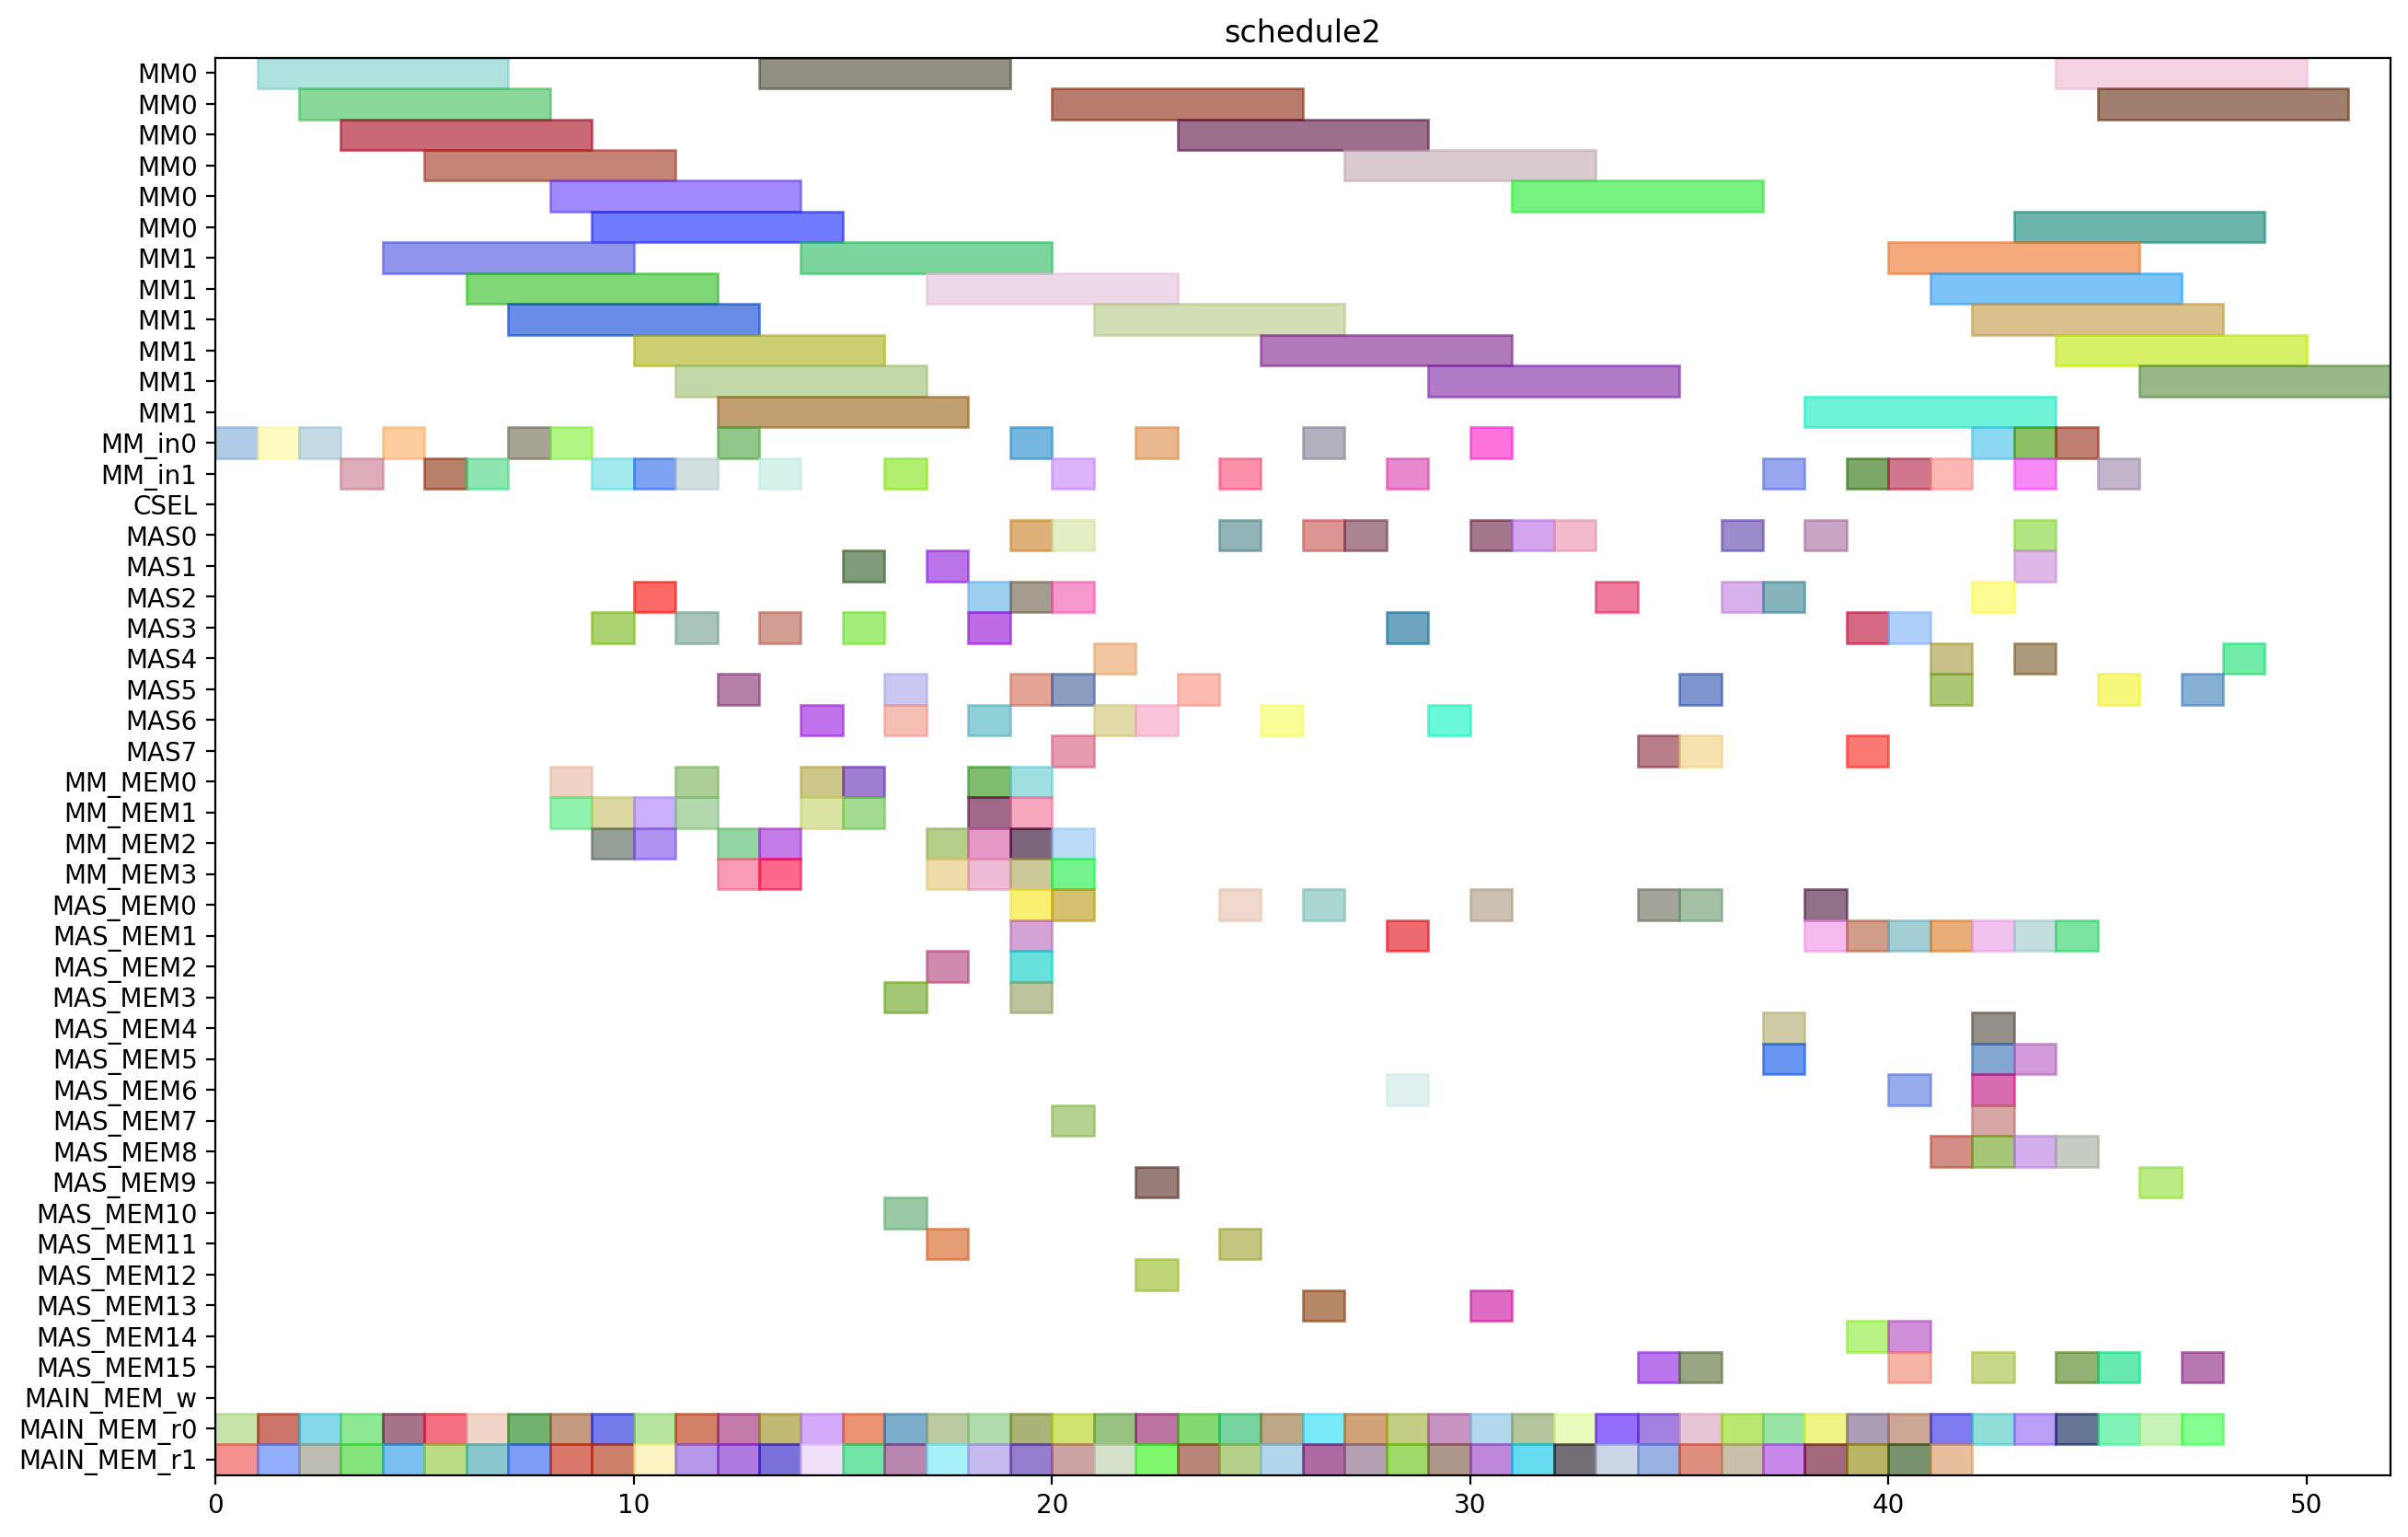 schedule2
MM0
MM0
MM0
MM0
MM0
MM0
MM1
MM1
MM1
MM1
MM1
MM1
MM_in0
MM_in1
CSEL
MAS0
MAS1
MAS2
MAS3
MAS4
MAS5
MAS6
MAS7
MM_MEM0
MM_MEM1
MM_MEM2
MM_MEM3
MAS_MEM0
MAS_MEM1
MAS_MEM2
MAS_MEM3
MAS_MEM4
MAS_MEM5
MAS_MEM6
MAS_MEM7
MAS_MEM8
MAS_MEM9
MAS_MEM10
MAS_MEM11
MAS_MEM12
MAS_MEM13
MAS_MEM14
MAS_MEM15
MAIN_MEM_w
MAIN_MEM_r0
MAIN_MEM_r1
0 10 20 30 40 50